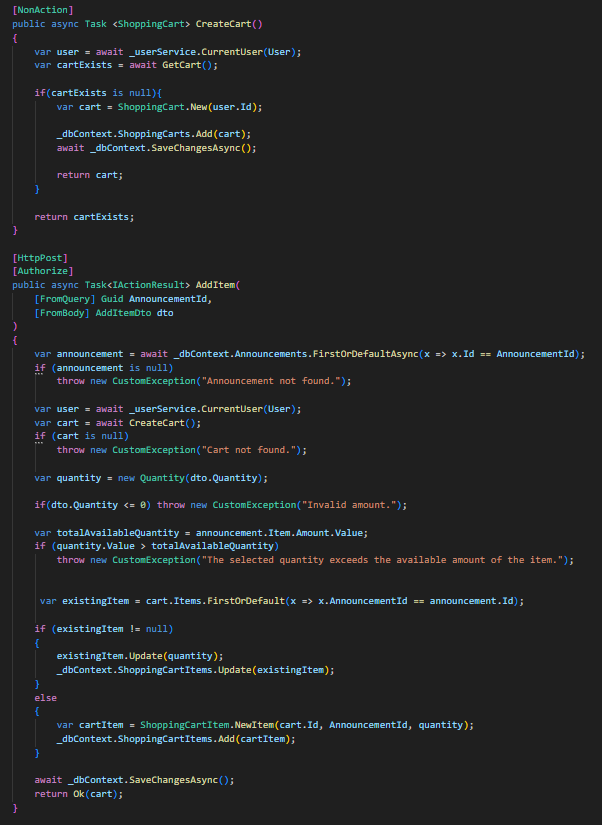 [NonAction]
public async Task <ShoppingCart> CreateCart()
{
    var user = await _userService.CurrentUser(User);
    var cartExists = await GetCart();

    if(cartExists is null){
        var cart = ShoppingCart.New(user.Id);

        _dbContext.ShoppingCarts.Add(cart);
        await _dbContext.SaveChangesAsync();

        return cart;
    }

    return cartExists;
}

[HttpPost]
[Authorize]
public async Task<IActionResult> AddItem(
    [FromQuery] Guid AnnouncementId,
    [FromBody] AddItemDto dto
)
{
    var announcement = await _dbContext.Announcements.FirstOrDefaultAsync(x => x.Id == AnnouncementId);
    if (announcement is null)
        throw new CustomException("Announcement not found.");

    var user = await _userService.CurrentUser(User);
    var cart = await CreateCart();
    if (cart is null)
        throw new CustomException("Cart not found.");

    var quantity = new Quantity(dto.Quantity);

    if(dto.Quantity <= 0) throw new CustomException("Invalid amount.");

    var totalAvailableQuantity = announcement.Item.Amount.Value;
    if (quantity.Value > totalAvailableQuantity)
        throw new CustomException("The selected quantity exceeds the available amount of the item.");


     var existingItem = cart.Items.FirstOrDefault(x => x.AnnouncementId == announcement.Id);

    if (existingItem != null)
    {
        existingItem.Update(quantity);
        _dbContext.ShoppingCartItems.Update(existingItem);
    }
    else
    {
        var cartItem = ShoppingCartItem.NewItem(cart.Id, AnnouncementId, quantity);
        _dbContext.ShoppingCartItems.Add(cartItem);
    }

    await _dbContext.SaveChangesAsync();
    return Ok(cart);
}